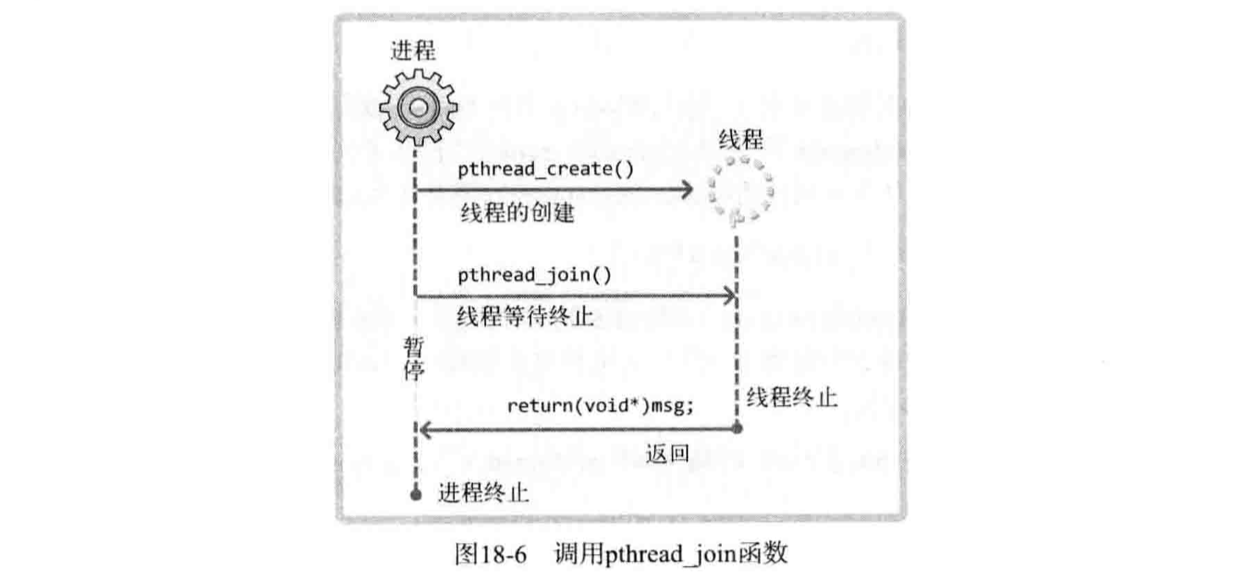 进程
线程
pthread_create()
线程的创建
pthread_join()
线程等待终止
暂
停
线程终止
return(void*)msg;
返回
进程终止
图18-6 调用pthread_join函数